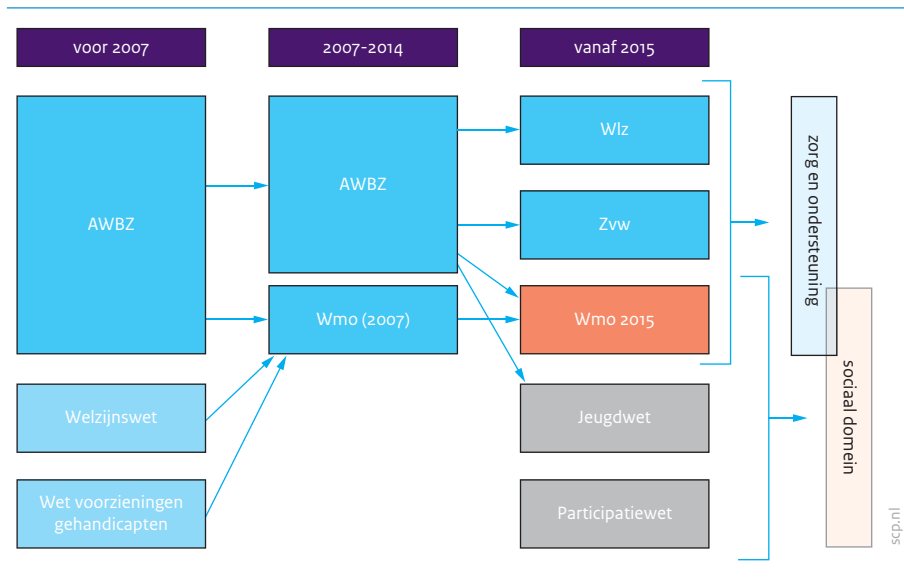 voor 2007
2007-2014
vanaf 2015
AWBZ
AWBZ
Wlz
Zvw
Wmo (2007)
Wmo 2015
Welzijnswet
Jeugdwet
Wet voorzieningen
gehandicapten
Participatiewet
zorg en ondersteuning
sociaal domein
scp.nl